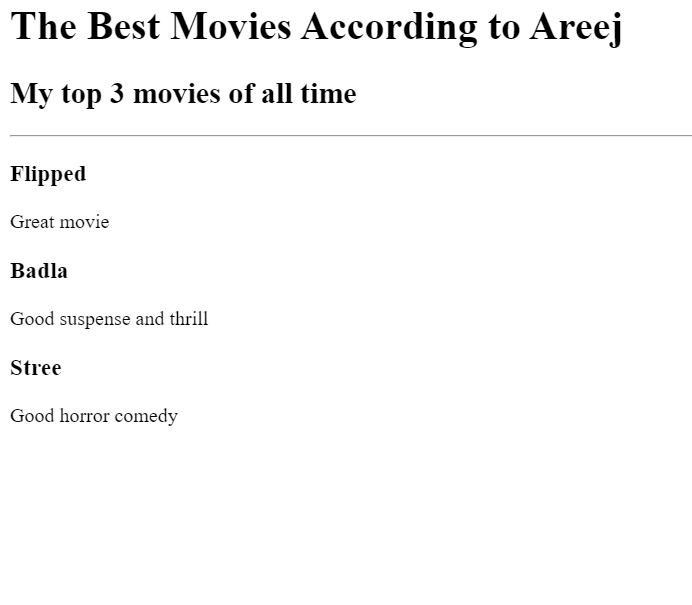 The Best Movies According to Areej
My top 3 movies of all time
Flipped
Great movie
Badla
Good suspense and thrill
Stree
Good horror comedy